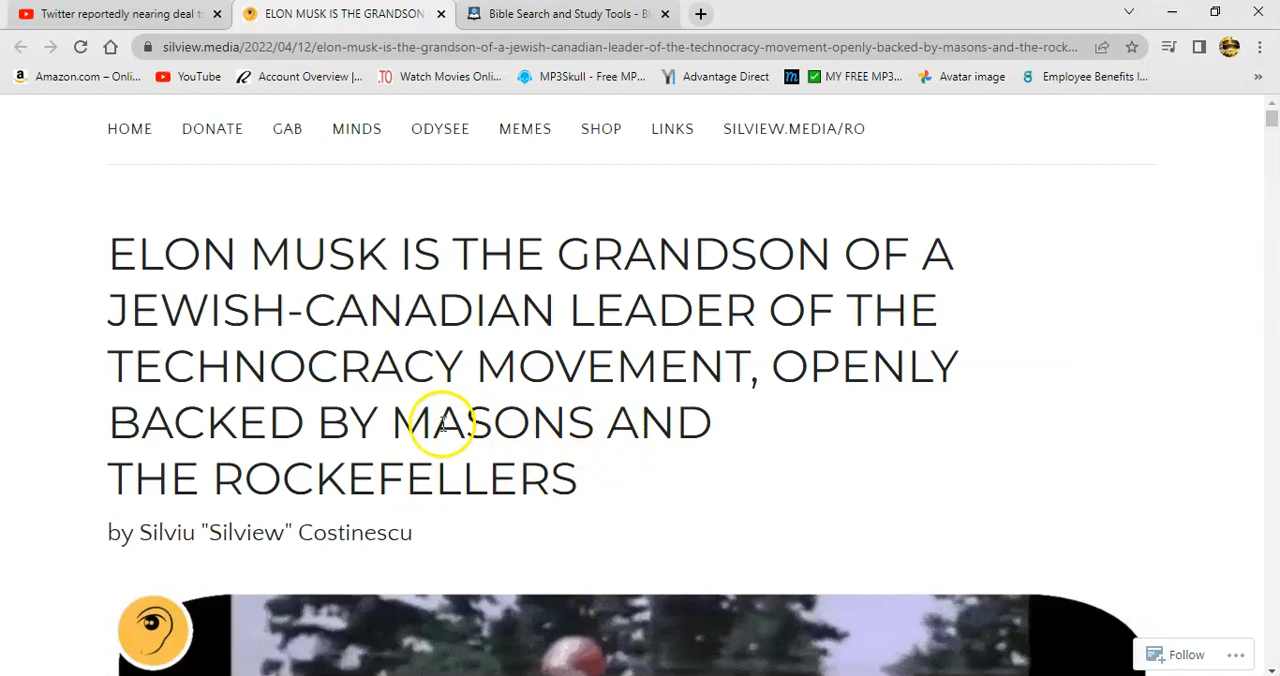 Twitter reportedly nearing deal to
ELON MUSK IS THE GRANDSON
Bible Search and Study Tools - Bl
silview.media/2022/04/12/elon-musk-is-the-grandson-of-a-jewish-canadian-leader-of-the-technocracy-movement-openly-backed-by-masons-and-the-rock...
Amazon.com – Onli...
YouTube
Account Overview |...
Watch Movies Onli...
MP3Skull - Free MP...
Advantage Direct
MY FREE MP3...
Avatar image
Employee Benefits I...
HOME
DONATE
GAB
MINDS
ODYSEE
MEMES
SHOP
LINKS
SILVIEW.MEDIA/RO
ELON MUSK IS THE GRANDSON OF A
JEWISH-CANADIAN LEADER OF THE
TECHNOCRACY MOVEMENT, OPENLY
BACKED BY MASONS AND
THE ROCKEFELLERS
by Silviu "Silview" Costinescu
Follow